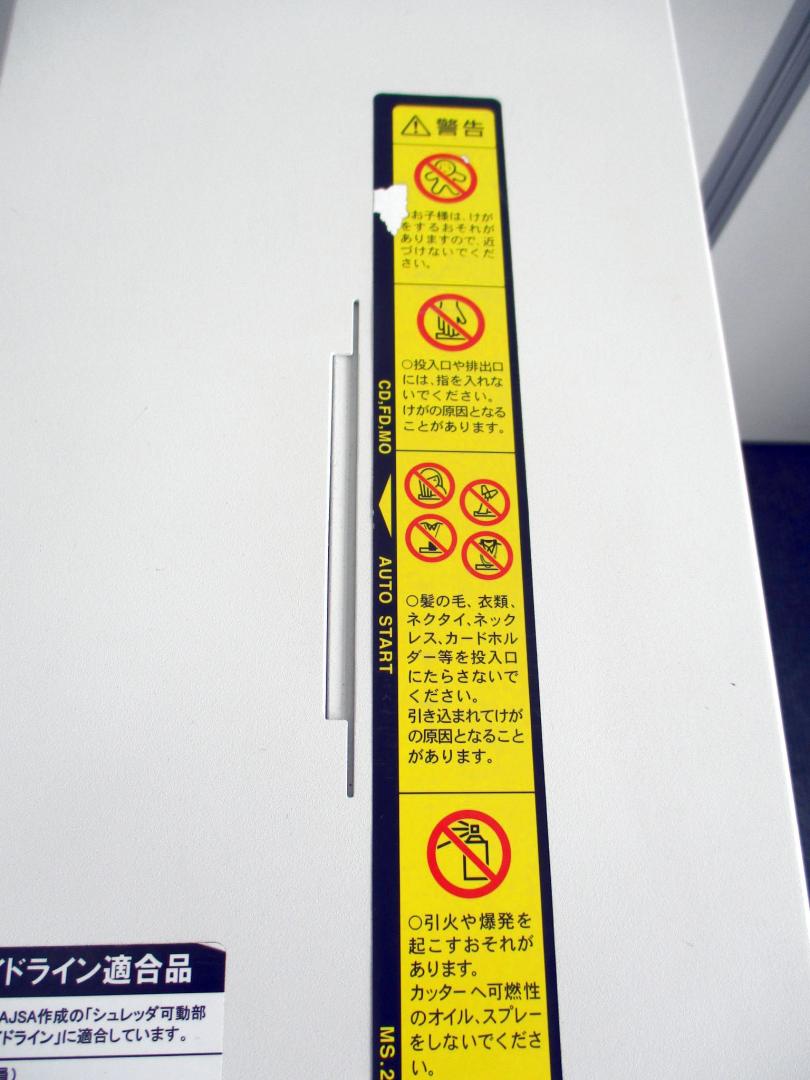 警告
○お子様は、けが
をするおそれが
ありますので、近
づけないでくだ
さい。
○投入口や排出口
には、指を入れな
いでください。
けがの原因となる
ことがあります。
○髪の毛、衣類、
ネクタイ、ネック
レス、カードホル
ダー等を投入口
にたらさないで
ください。
引き込まれてけが
の原因となること
があります。
○引火や爆発を
起こすおそれが
あります。
カッターへ可燃性
のオイル、スプレー
をしないでくださ
い。
CD,FD,MO
AUTO START
MS.2
イドライン適合品
AJSA作成の「シュレッダ可動部
イドライン」に適合しています。